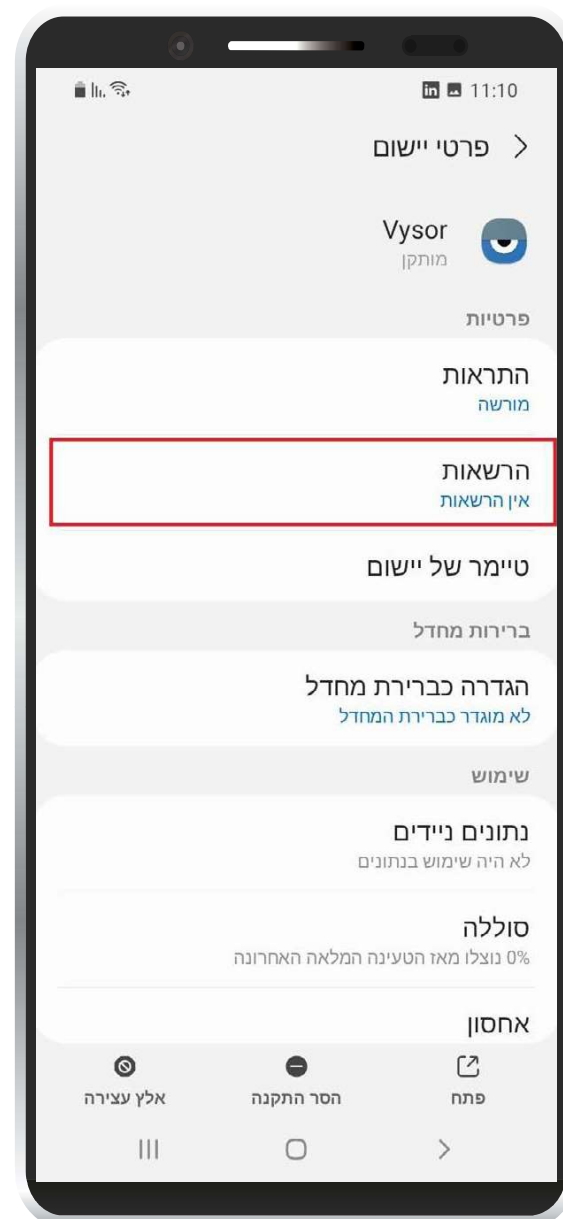 11:10
פרטי יישום
Vysor
מותקן
פרטיות
התראות
מורשה
הרשאות
אין הרשאות
טיימר של יישום
ברירות מחדל
הגדרה כברירת מחדל
לא מוגדר כברירת המחדל
שימוש
נתונים ניידים
לא היה שימוש בנתונים
סוללה
0% נוצלו מאז הטעינה המלאה האחרונה
אחסון
פתח
הסר התקנה
אלץ עצירה